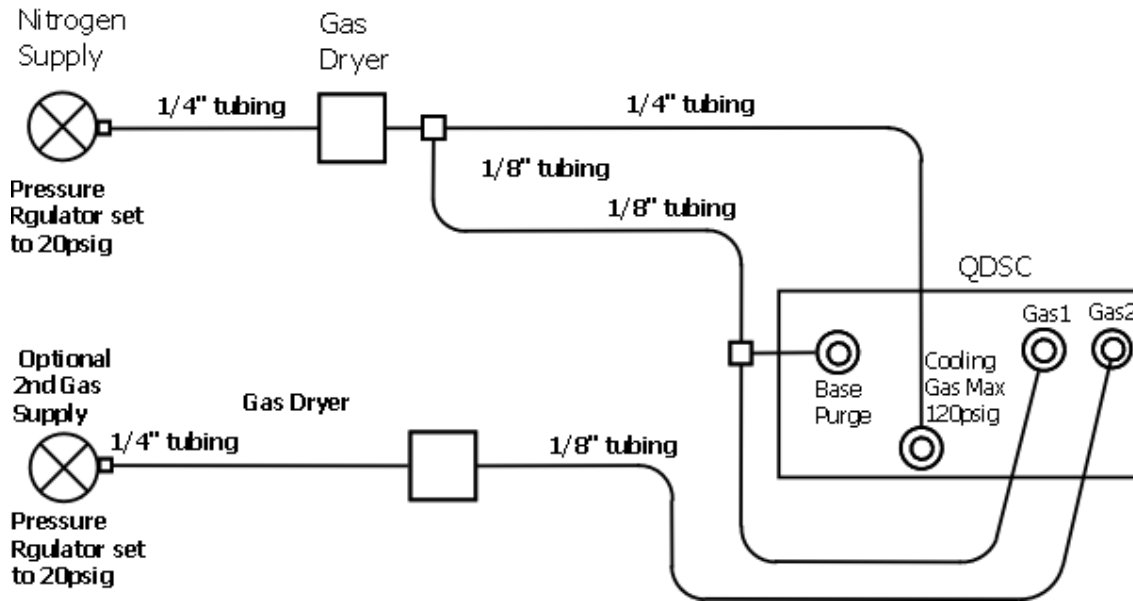 Nitrogen
Supply
Gas
Dryer
1/4" tubing
1/4" tubing
Pressure
Rgulator set
to 20psig
1/8" tubing
1/8" tubing
QDSC
Gas1
Gas2
Base
Purge
Cooling
Gas Max
120psig
Optional
2nd Gas
Supply
Gas Dryer
1/4" tubing
1/8" tubing
Pressure
Rgulator set
to 20psig